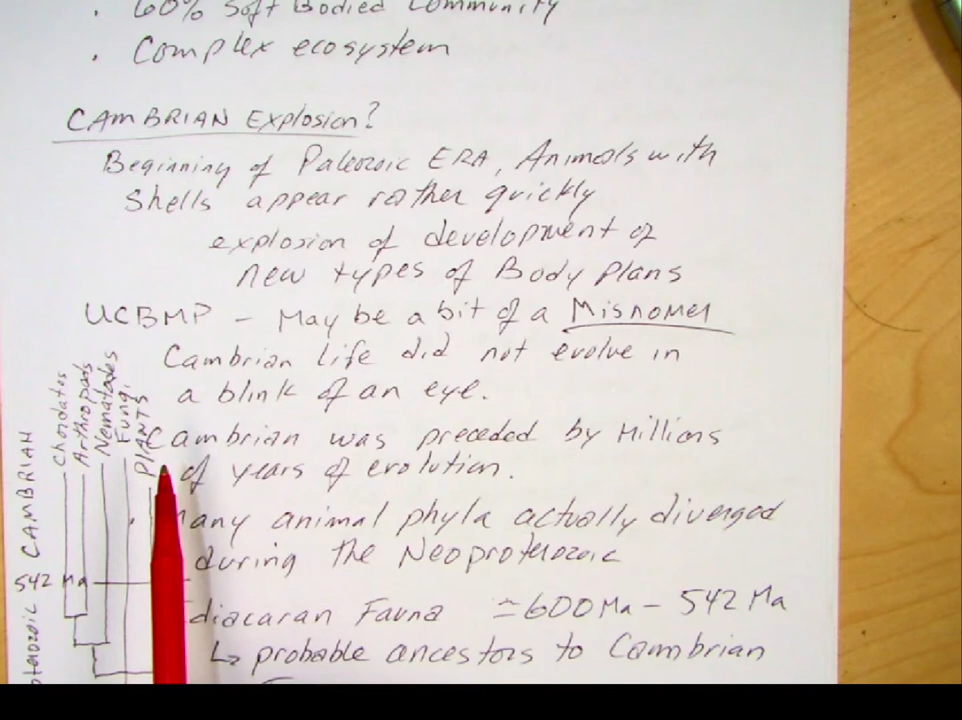 . 60% Soft Bodied Community
. Complex ecosystem
CAMBRIAN Explosion?
Beginning of Paleozoic ERA, Animals with
Shells appear rather quickly
explosion of development of
new types of Body Plans
UCBMP - May be a bit of a Misnomer
Cambrian Life did not evolve in
a blink of an eye.
Cambrian was preceded by Millions
of years of evolution.
. Many animal phyla actually diverged
during the Neoproterozoic
Ediacaran Fauna ≃600Ma - 542 Ma
↳ probable ancestors to Cambrian
Chordates
Arthropods
Nematodes
Fungi
PLANTS
CAMBRIAN
542 Ma